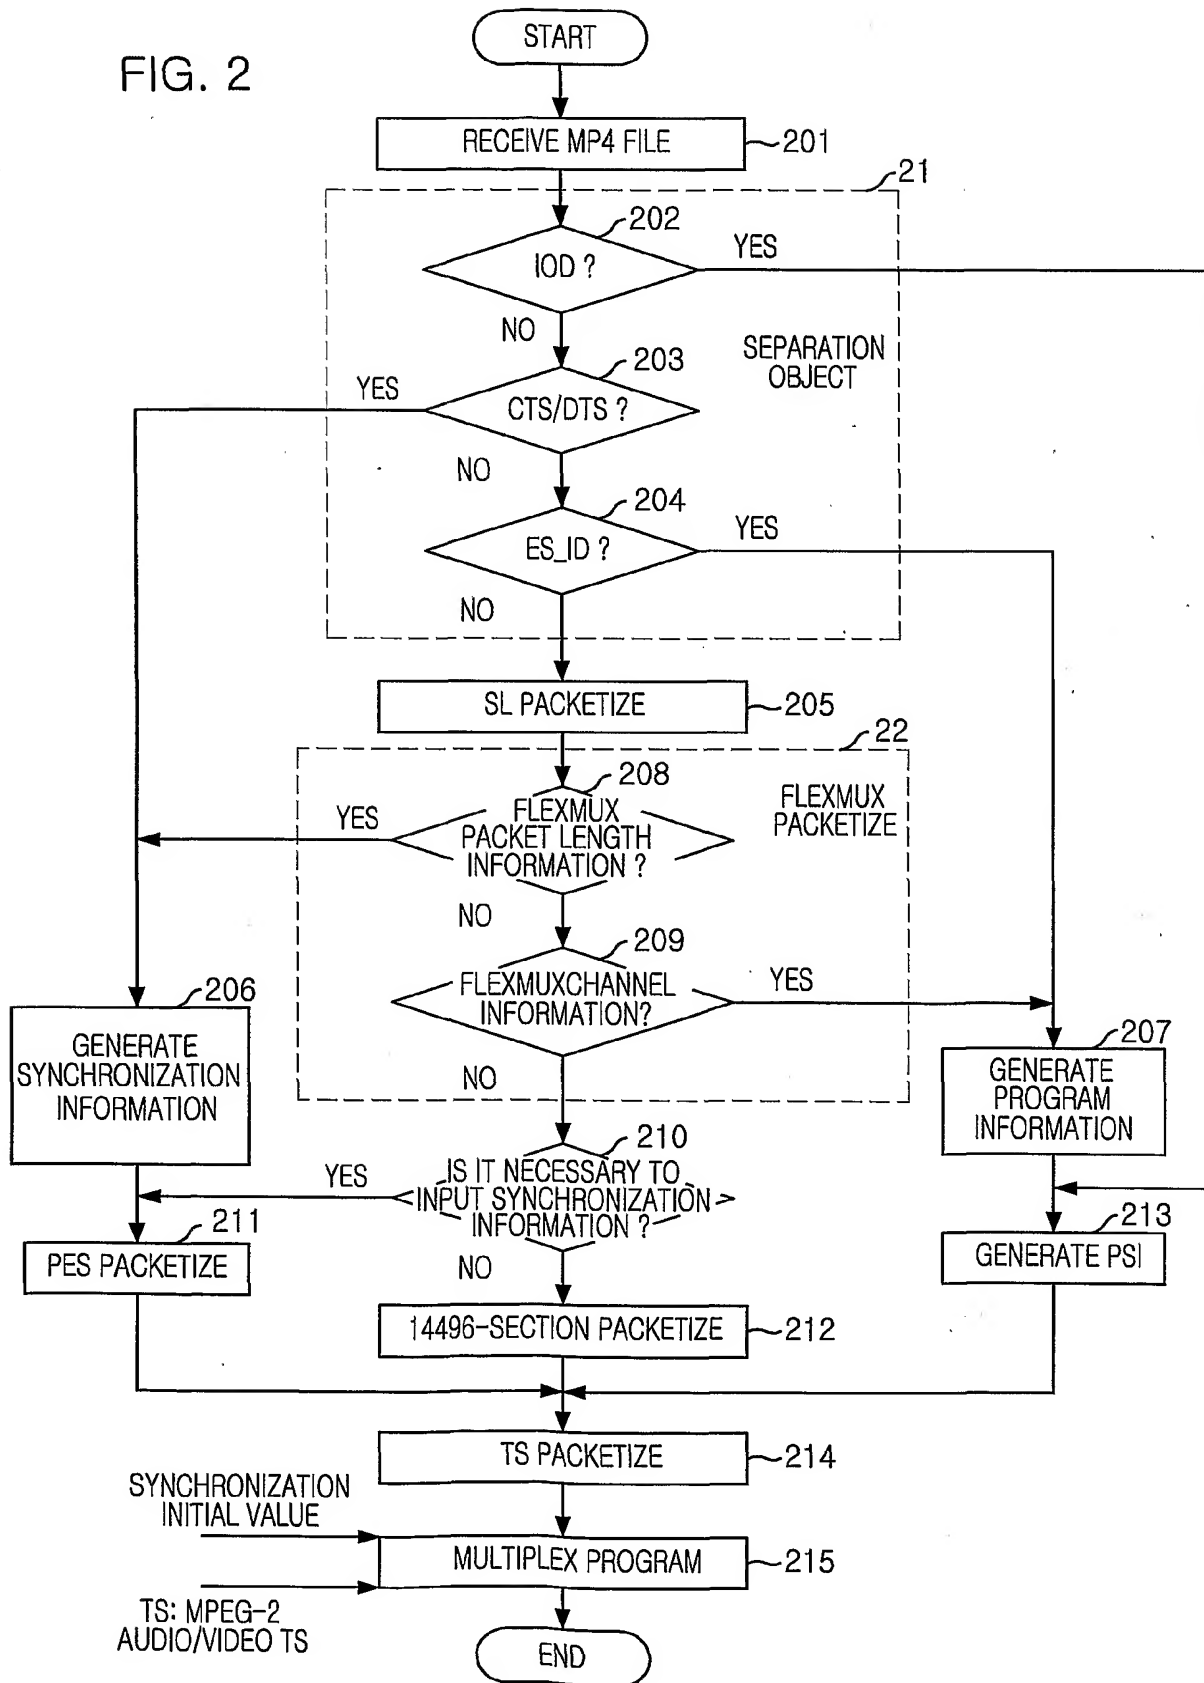 FIG. 2
START
RECEIVE MP4 FILE
201
21
202
IOD ?
YES
NO
SEPARATION
OBJECT
203
YES
CTS/DTS ?
NO
204
ES_ID ?
YES
NO
SL PACKETIZE
205
22
208
FLEXMUX
PACKET LENGTH
INFORMATION ?
YES
FLEXMUX
PACKETIZE
NO
209
FLEXMUXCHANNEL
INFORMATION?
YES
NO
206
GENERATE
SYNCHRONIZATION
INFORMATION
207
GENERATE
PROGRAM
INFORMATION
210
IS IT NECESSARY TO
INPUT SYNCHRONIZATION
INFORMATION ?
YES
NO
211
PES PACKETIZE
213
GENERATE PSI
14496-SECTION PACKETIZE
212
TS PACKETIZE
214
SYNCHRONIZATION
INITIAL VALUE
MULTIPLEX PROGRAM
215
TS: MPEG-2
AUDIO/VIDEO TS
END